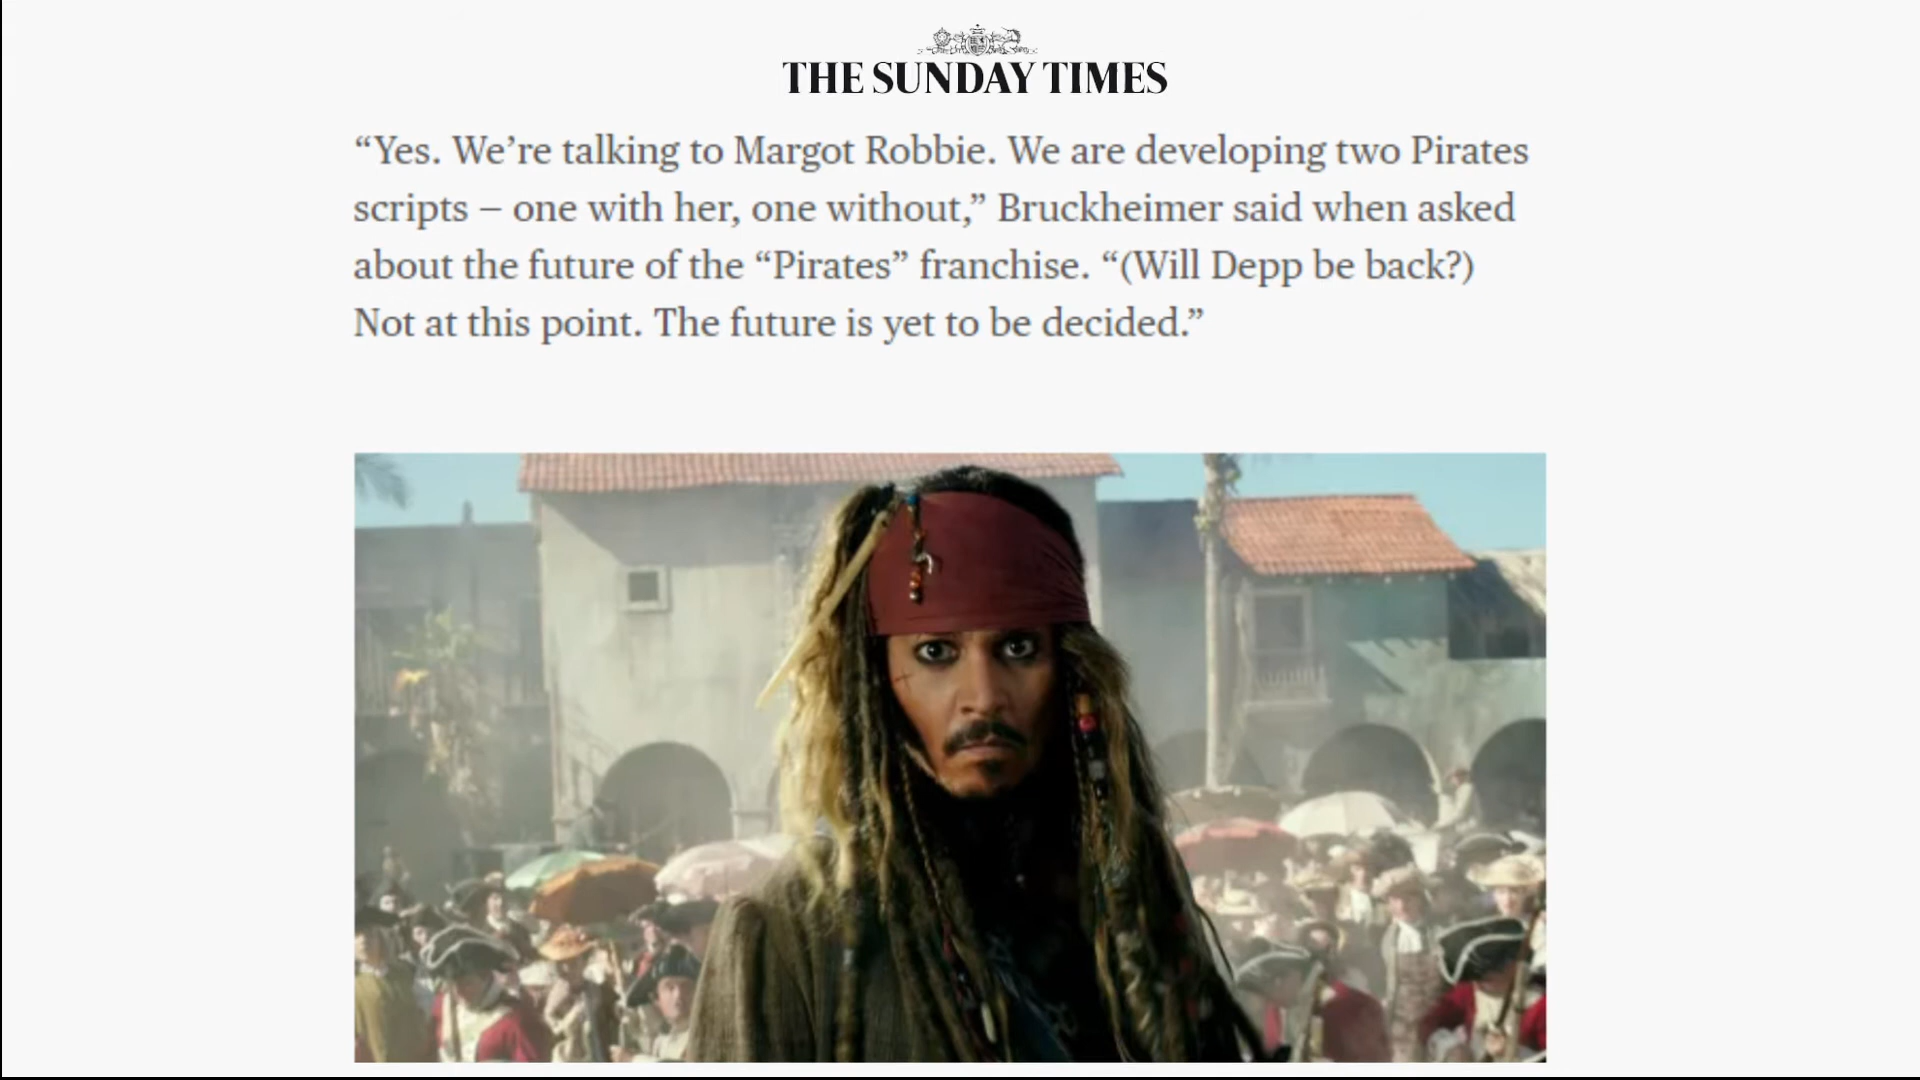 THE SUNDAY TIMES
“Yes. We’re talking to Margot Robbie. We are developing two Pirates
scripts – one with her, one without,” Bruckheimer said when asked
about the future of the “Pirates” franchise. “(Will Depp be back?)
Not at this point. The future is yet to be decided.”